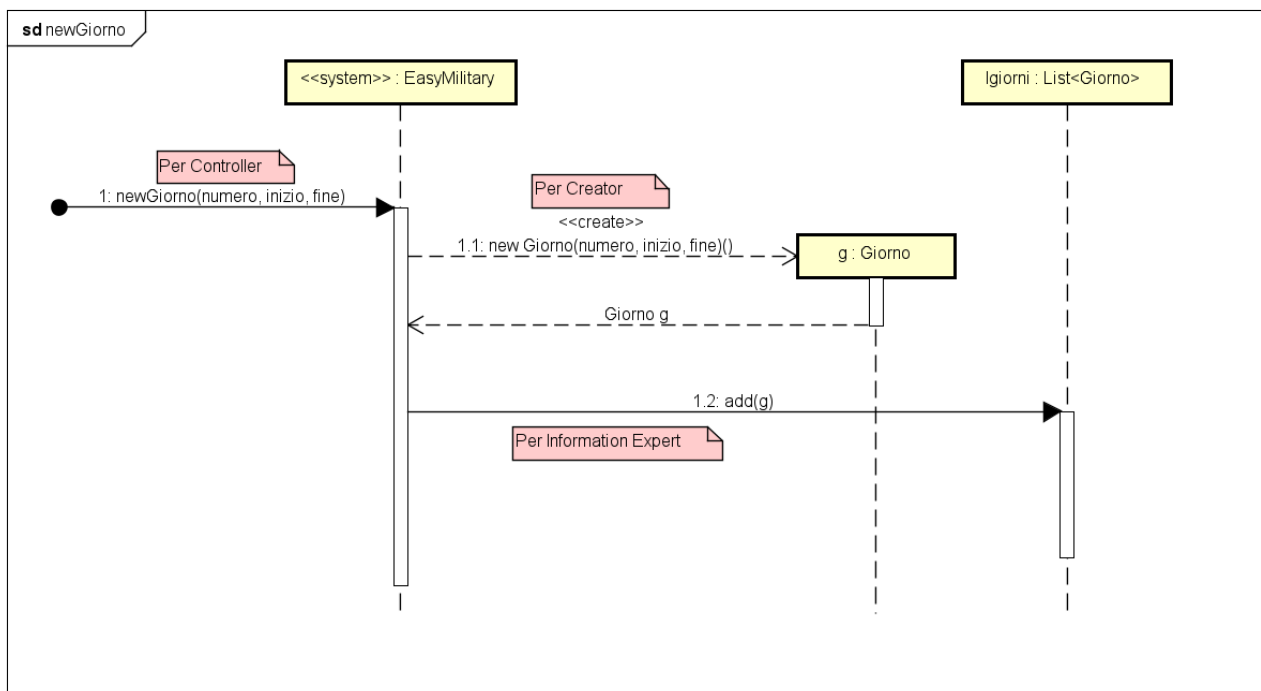 sd newGiorno
<<system>> : EasyMilitary
lgiorni : List<Giorno>
Per Controller
1: newGiorno(numero, inizio, fine)
Per Creator
<<create>>
1.1: new Giorno(numero, inizio, fine)()
g : Giorno
Giorno g
1.2: add(g)
Per Information Expert